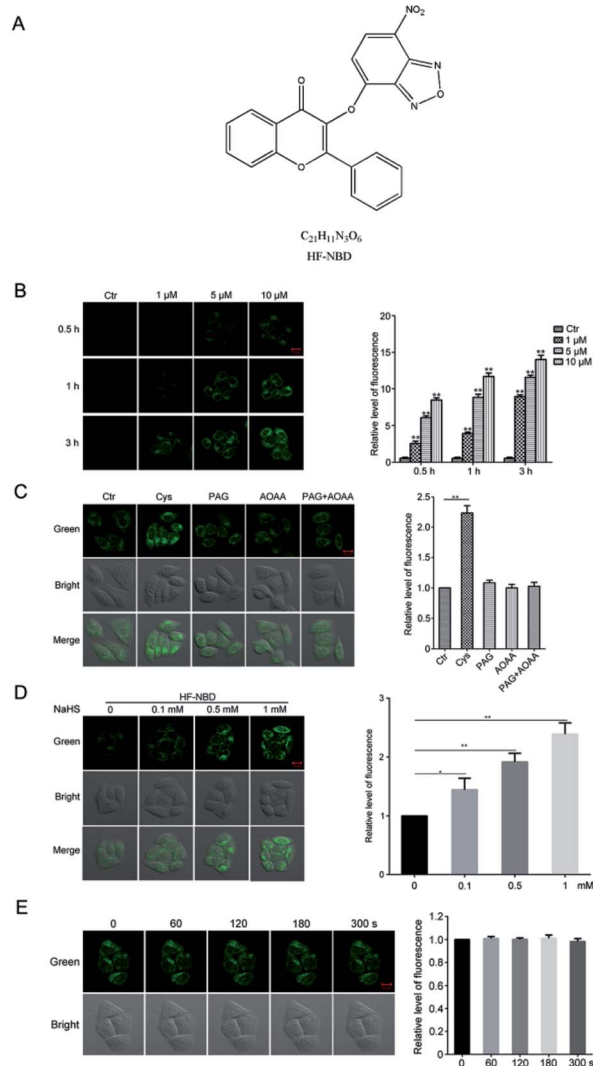 A
NO₂
N
O
N
O
O
O
C₂₁H₁₁N₃O₆
HF-NBD
B
Ctr 1 μM 5 μM 10 μM
0.5 h
1 h
3 h
Relative level of fluorescence
20
15
10
5
0
** ** ** ** ** ** ** ** **
0.5 h 1 h 3 h
Ctr
1 μM
5 μM
10 μM
C
Ctr Cys PAG AOAA PAG+AOAA
Green
Bright
Merge
Relative level of fluorescence
2.5
2.0
1.5
1.0
0.5
0.0
**
Ctr Cys PAG AOAA PAG+AOAA
D
HF-NBD
NaHS 0 0.1 mM 0.5 mM 1 mM
Green
Bright
Merge
Relative level of fluorescence
3
2
1
0
**
**
*
0 0.1 0.5 1 mM
E
0 60 120 180 300 s
Green
Bright
Relative level of fluorescence
1.2
1.0
0.8
0.6
0.4
0.2
0
0 60 120 180 300 s